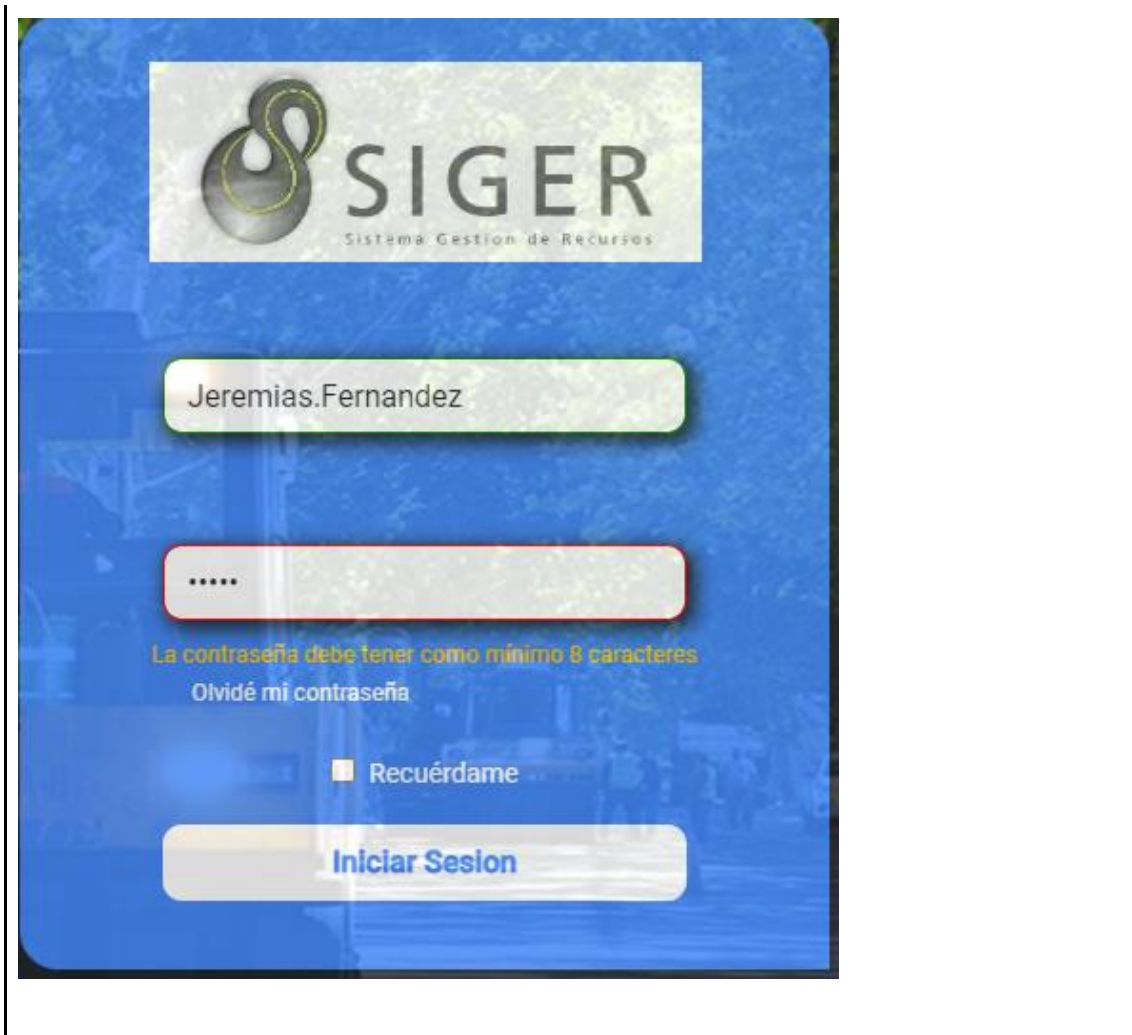 SIGER
Sistema Gestion de Recursos
Jeremias.Fernandez
•••••
La contraseña debe tener como mínimo 8 caracteres
Olvidé mi contraseña
Recuérdame
Iniciar Sesion